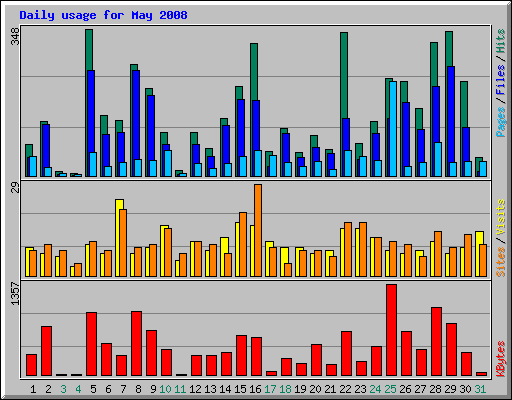 Daily usage for May 2008
348
Pages / Files / Hits
29
Sites / Visits
1357
KBytes
1 2 3 4 5 6 7 8 9 10 11 12 13 14 15 16 17 18 19 20 21 22 23 24 25 26 27 28 29 30 31